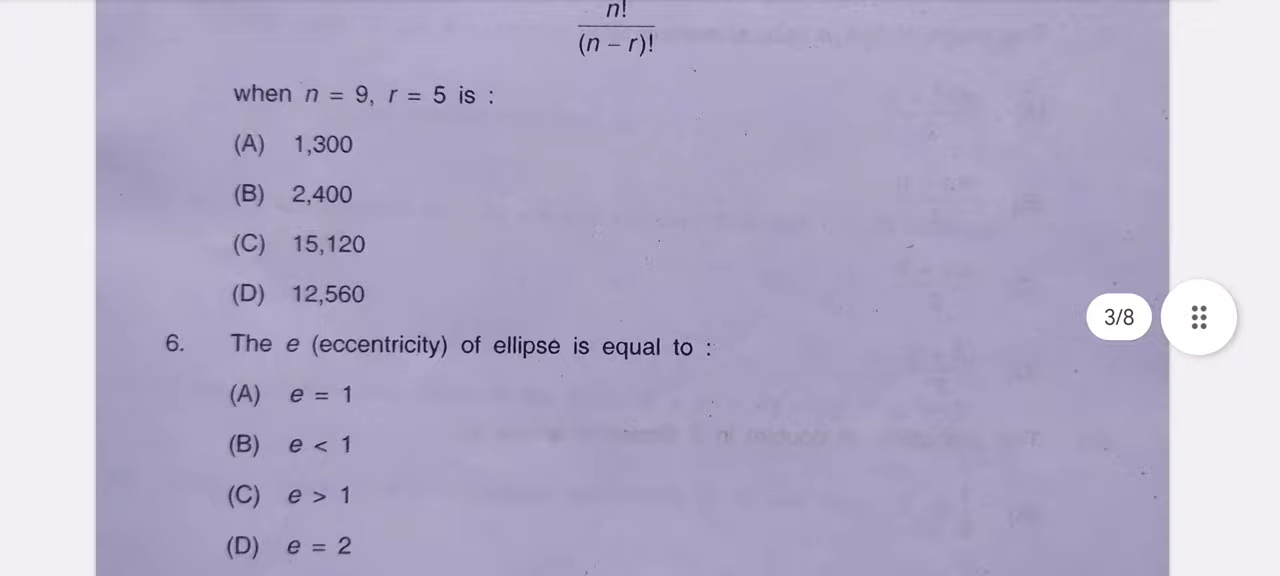 n!
(n – r)!
when n = 9, r = 5 is :
(A) 1,300
(B) 2,400
(C) 15,120
(D) 12,560
6. The e (eccentricity) of ellipse is equal to :
(A) e = 1
(B) e < 1
(C) e > 1
(D) e = 2
3/8